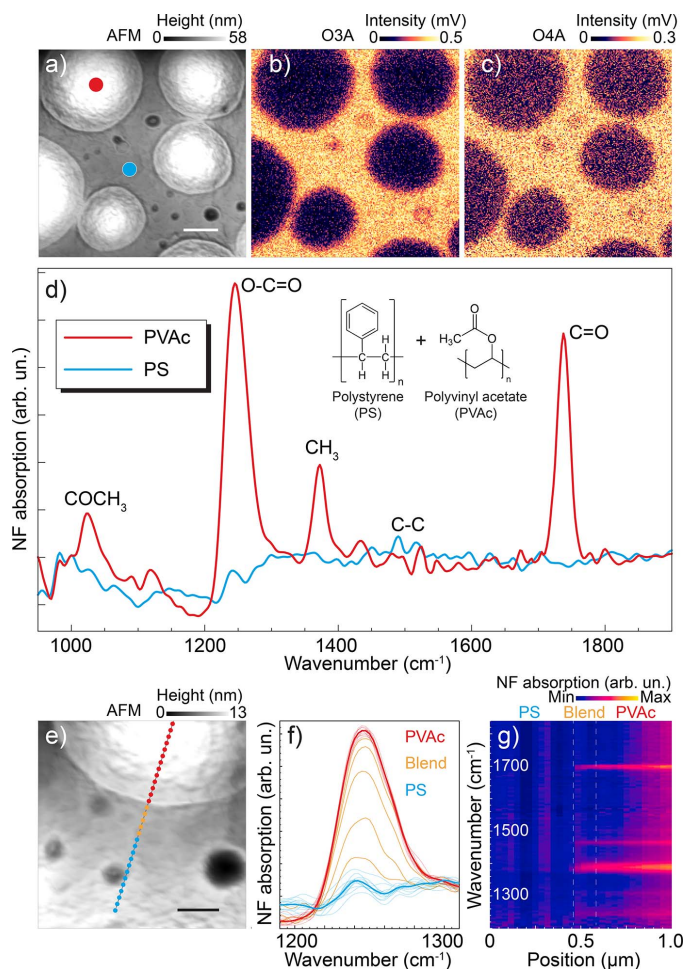 Height (nm)
AFM 0 58
Intensity (mV)
O3A 0 0.5
Intensity (mV)
O4A 0 0.3
a)
b)
c)
d)
O-C=O
PVAc
PS
COCH3
CH3
C-C
C=O
n
C
H
C
H
H
Polystyrene
(PS)
+
H3C
O
O
n
Polyvinyl acetate
(PVAc)
NF absorption (arb. un.)
1000 1200 1400 1600 1800
Wavenumber (cm-1)
Height (nm)
AFM 0 13
e)
f)
PVAc
Blend
PS
NF absorption (arb. un.)
1200 1300
Wavenumber (cm-1)
NF absorption (arb. un.)
Min Max
PS Blend PVAc
g)
Wavenumber (cm-1)
1700
1500
1300
0 0.5 1.0
Position (μm)